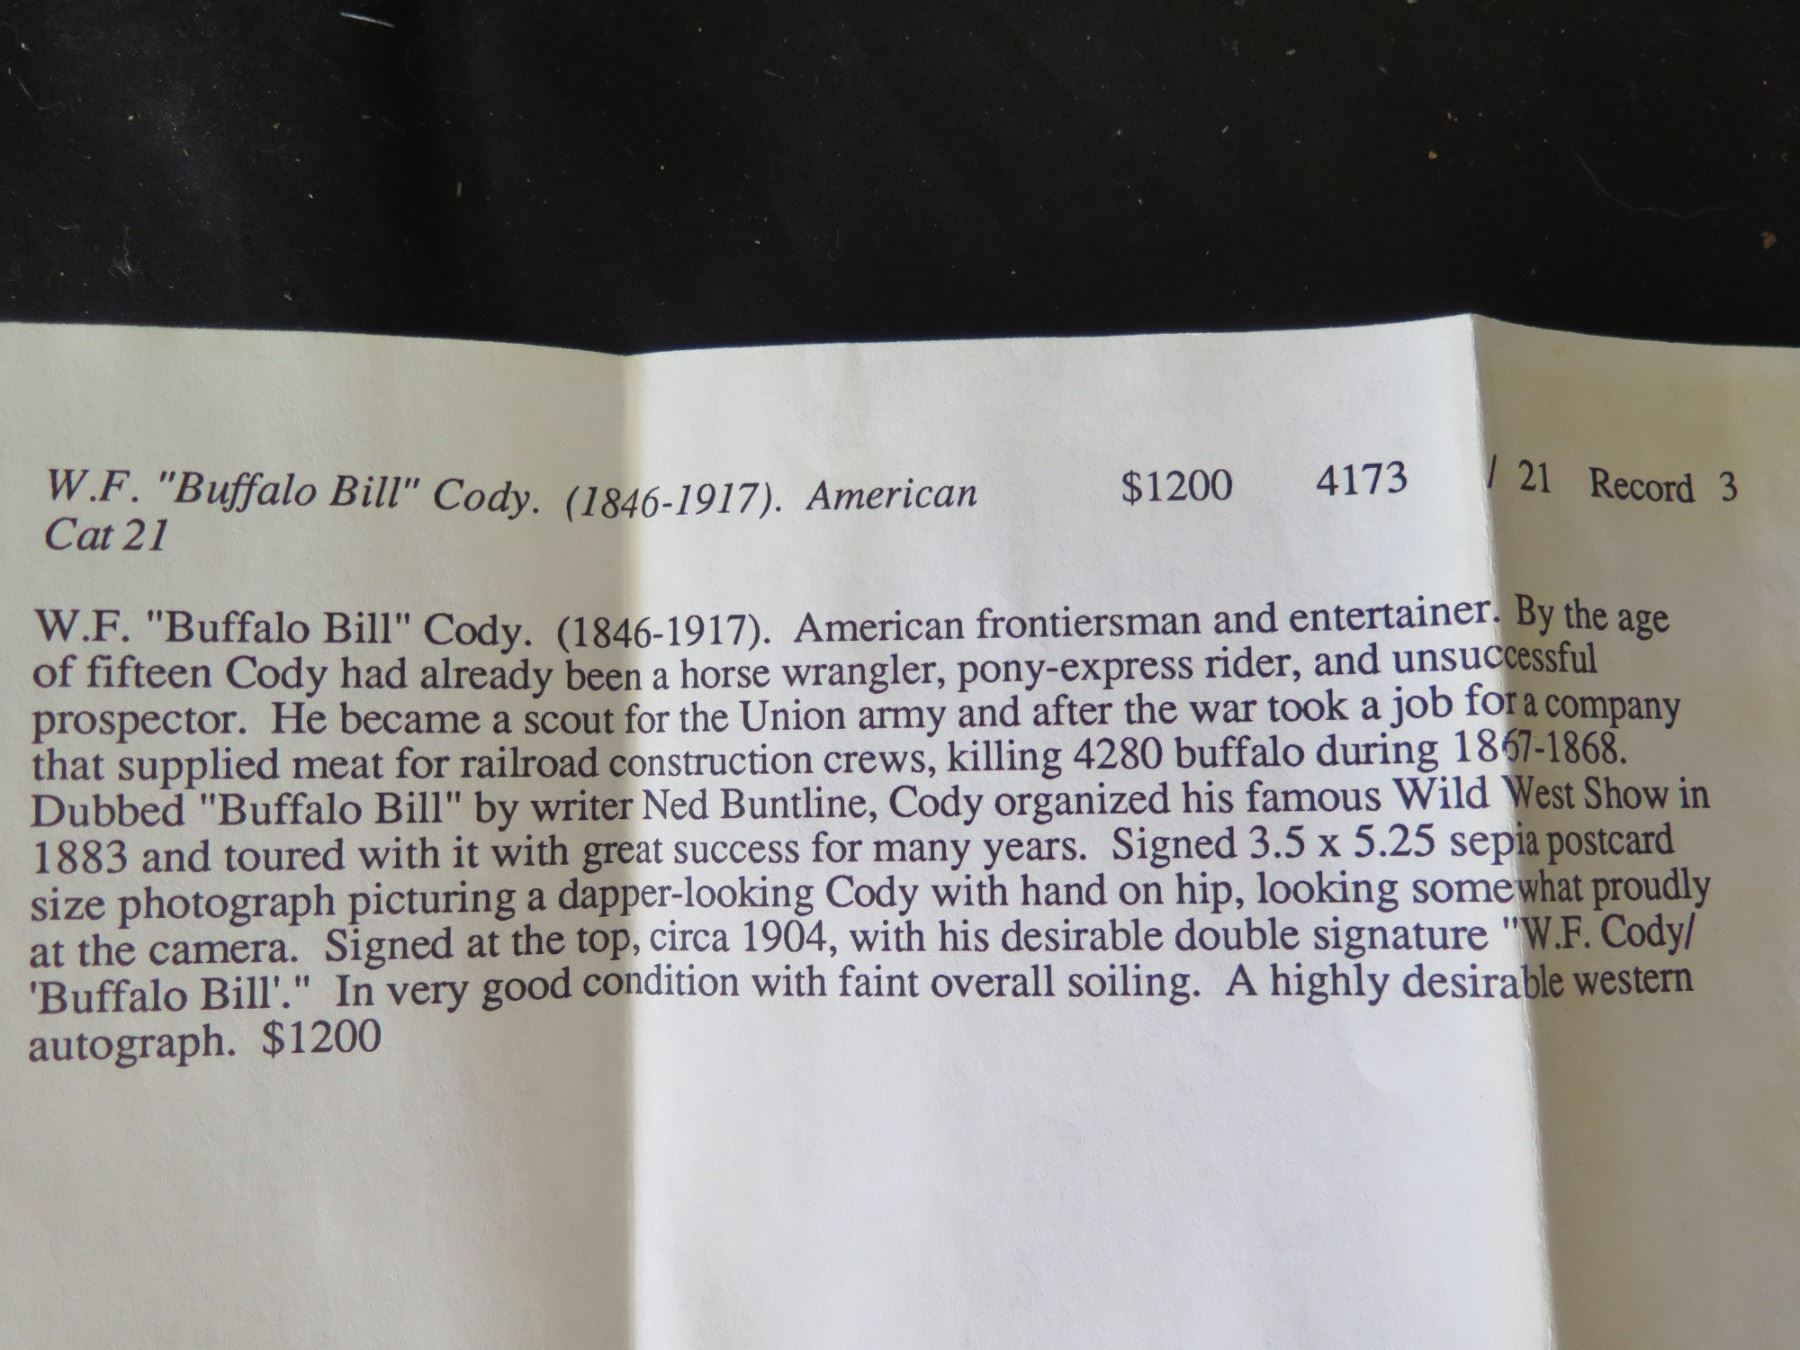 W.F. "Buffalo Bill" Cody. (1846-1917). American $1200 4173 / 21 Record 3
Cat 21
W.F. "Buffalo Bill" Cody. (1846-1917). American frontiersman and entertainer. By the age
of fifteen Cody had already been a horse wrangler, pony-express rider, and unsuccessful
prospector. He became a scout for the Union army and after the war took a job for a company
that supplied meat for railroad construction crews, killing 4280 buffalo during 1867-1868.
Dubbed "Buffalo Bill" by writer Ned Buntline, Cody organized his famous Wild West Show in
1883 and toured with it with great success for many years. Signed 3.5 x 5.25 sepia postcard
size photograph picturing a dapper-looking Cody with hand on hip, looking somewhat proudly
at the camera. Signed at the top, circa 1904, with his desirable double signature "W.F. Cody/
'Buffalo Bill'." In very good condition with faint overall soiling. A highly desirable western
autograph. $1200